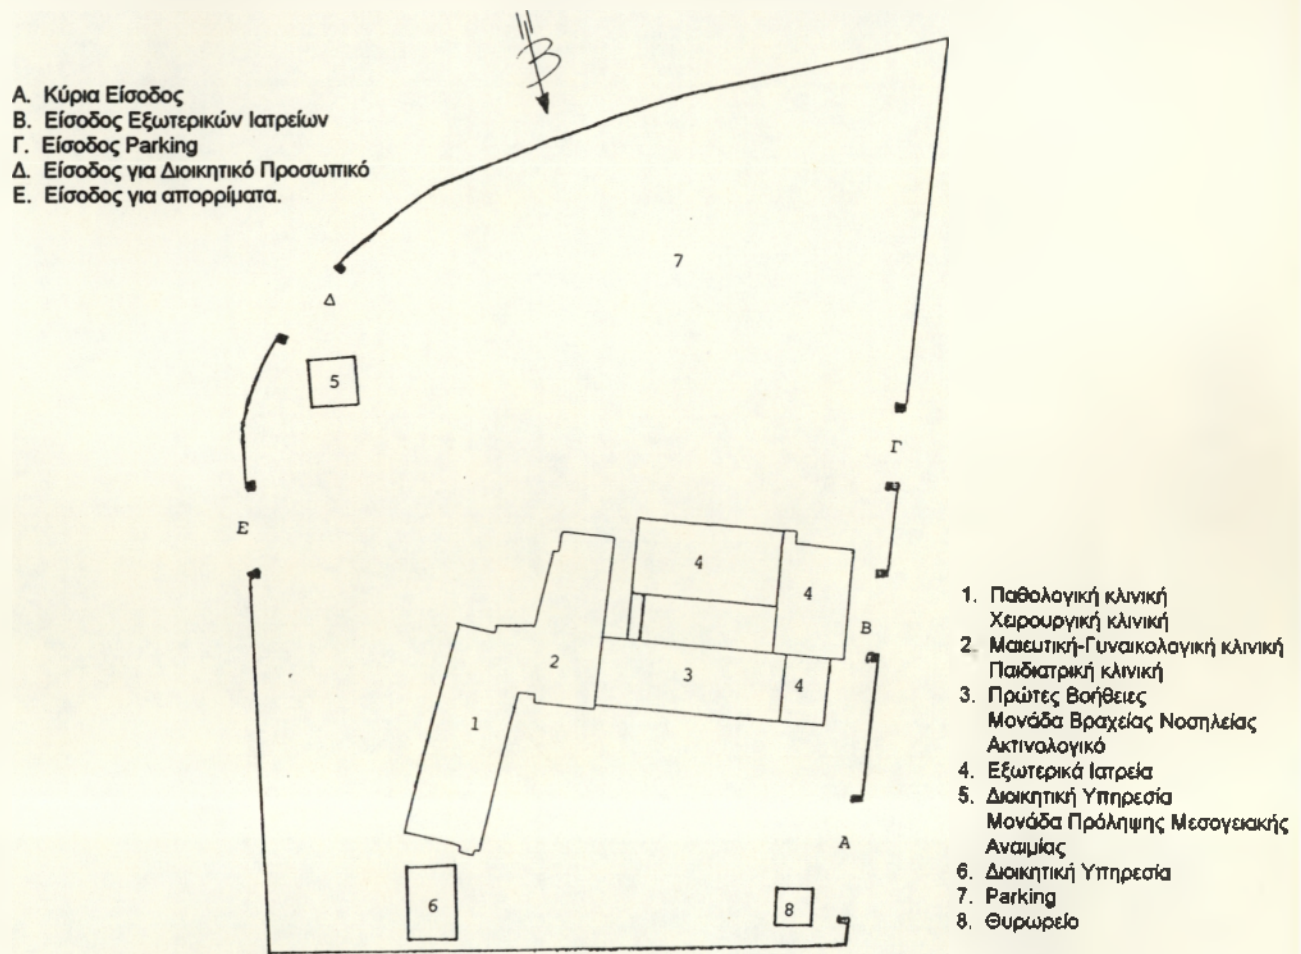 Β
Α. Κύρια Είσοδος
Β. Είσοδος Εξωτερικών Ιατρείων
Γ. Είσοδος Parking
Δ. Είσοδος για Διοικητικό Προσωπικό
Ε. Είσοδος για απορρίματα.
7
Δ
5
Γ
Ε
4
4
Β
2
3
4
1
Α
6
8
1. Παθολογική κλινική
Χειρουργική κλινική
2. Μαιευτική-Γυναικολογική κλινική
Παιδιατρική κλινική
3. Πρώτες Βοήθειες
Μονάδα Βραχείας Νοσηλείας
Ακτινολογικό
4. Εξωτερικά Ιατρεία
5. Διοικητική Υπηρεσία
Μονάδα Πρόληψης Μεσογειακής
Αναιμίας
6. Διοικητική Υπηρεσία
7. Parking
8. Θυρωρείο